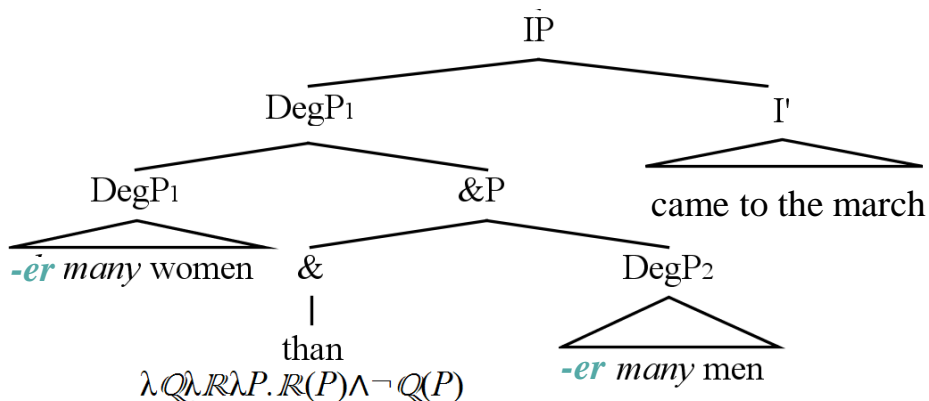 IP
DegP₁ I'
DegP₁ &P
came to the march
-er many women & DegP₂
than
-er many men
λℚλℝλP.ℝ(P)∧¬ℚ(P)